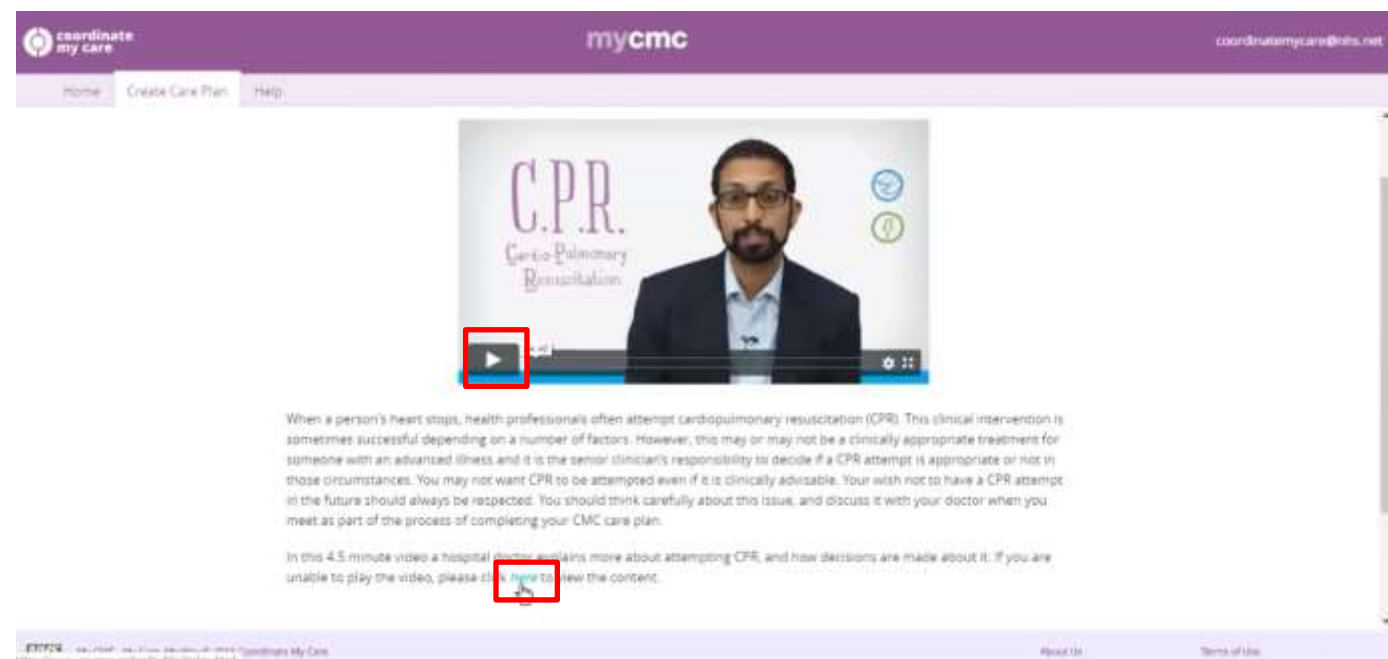 coordinate
my care
mycmc
coordinatemycare@nhs.net
Home Create Care Plan Help
C.P.R.
Cardio-Pulmonary
Resuscitation
When a person's heart stops, health professionals often attempt cardiopulmonary resuscitation (CPR). This clinical intervention is
sometimes successful depending on a number of factors. However, this may or may not be a clinically appropriate treatment for
someone with an advanced illness and it is the senior clinician's responsibility to decide if a CPR attempt is appropriate or not in
those circumstances. You may not want CPR to be attempted even if it is clinically advisable. Your wish not to have a CPR attempt
in the future should always be respected. You should think carefully about this issue, and discuss it with your doctor when you
meet as part of the process of completing your CMC care plan.
In this 4.5 minute video a hospital doctor explains more about attempting CPR, and how decisions are made about it. If you are
unable to play the video, please click here to view the content.
Coordinate My Care
About Us Terms of Use